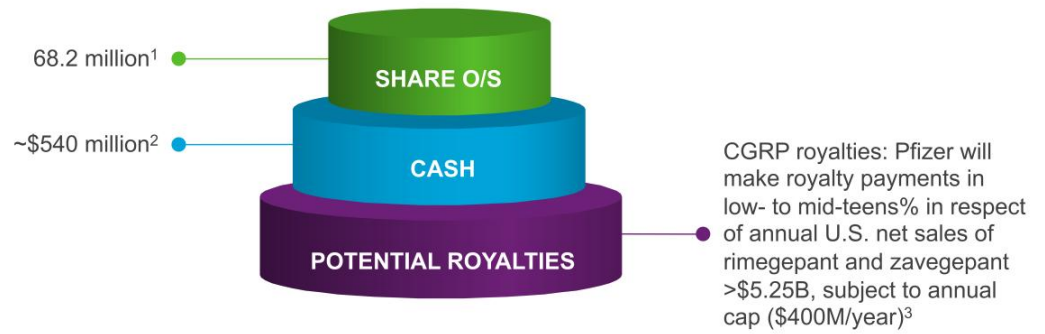 68.2 million¹
SHARE O/S
~$540 million²
CASH
POTENTIAL ROYALTIES
CGRP royalties: Pfizer will
make royalty payments in
low- to mid-teens% in respect
of annual U.S. net sales of
rimegepant and zavegepant
>$5.25B, subject to annual
cap ($400M/year)³